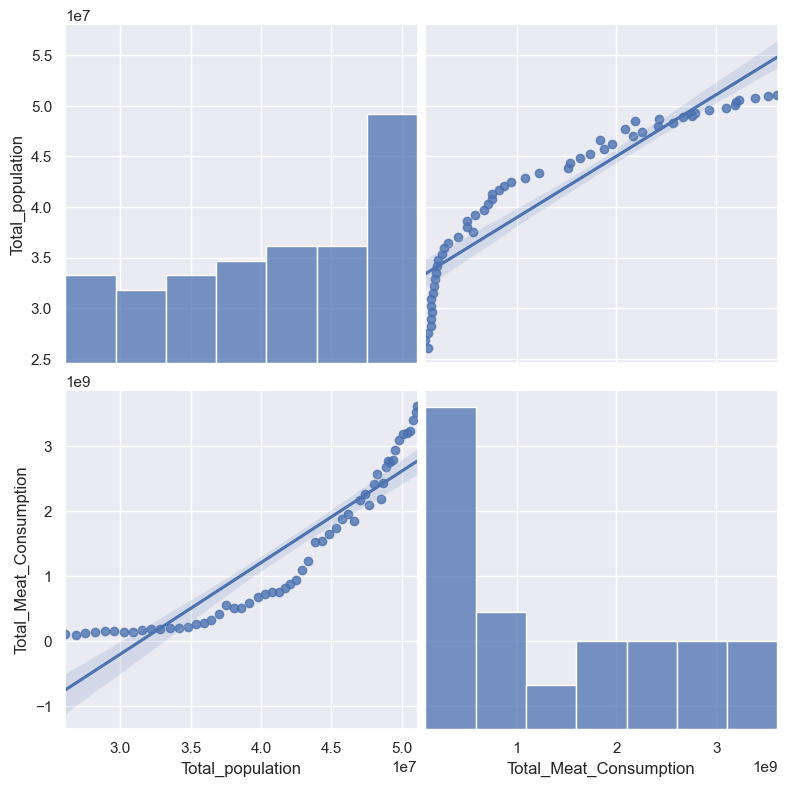 1e7
5.5
5.0
4.5
4.0
3.5
3.0
2.5
Total_population
1e9
3
2
1
0
−1
Total_Meat_Consumption
3.0 3.5 4.0 4.5 5.0
1e7
Total_population
1 2 3
1e9
Total_Meat_Consumption